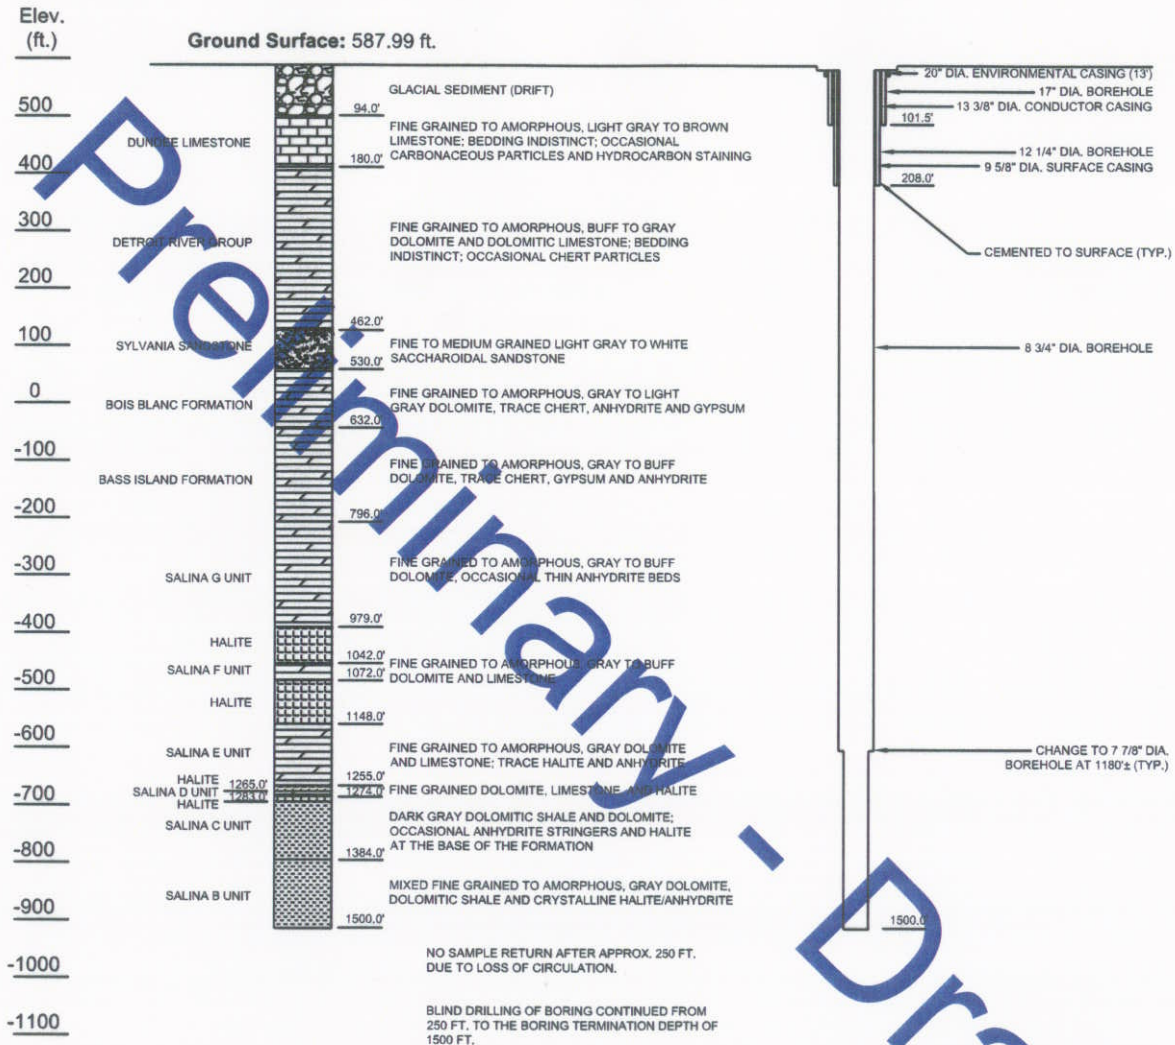 Elev.
(ft.)
Ground Surface: 587.99 ft.
500
400
300
200
100
0
-100
-200
-300
-400
-500
-600
-700
-800
-900
-1000
-1100
DUNDEE LIMESTONE
DETROIT RIVER GROUP
SYLVANIA SANDSTONE
BOIS BLANC FORMATION
BASS ISLAND FORMATION
SALINA G UNIT
HALITE
SALINA F UNIT
HALITE
SALINA E UNIT
HALITE
SALINA D UNIT
HALITE
SALINA C UNIT
SALINA B UNIT
1265.0'
1283.0'
94.0'
180.0'
462.0'
530.0'
632.0'
796.0'
979.0'
1042.0'
1072.0'
1148.0'
1255.0'
1274.0'
1384.0'
1500.0'
GLACIAL SEDIMENT (DRIFT)
FINE GRAINED TO AMORPHOUS, LIGHT GRAY TO BROWN
LIMESTONE; BEDDING INDISTINCT; OCCASIONAL
CARBONACEOUS PARTICLES AND HYDROCARBON STAINING
FINE GRAINED TO AMORPHOUS, BUFF TO GRAY
DOLOMITE AND DOLOMITIC LIMESTONE; BEDDING
INDISTINCT; OCCASIONAL CHERT PARTICLES
FINE TO MEDIUM GRAINED LIGHT GRAY TO WHITE
SACCHAROIDAL SANDSTONE
FINE GRAINED TO AMORPHOUS, GRAY TO LIGHT
GRAY DOLOMITE, TRACE CHERT, ANHYDRITE AND GYPSUM
FINE GRAINED TO AMORPHOUS, GRAY TO BUFF
DOLOMITE, TRACE CHERT, GYPSUM AND ANHYDRITE
FINE GRAINED TO AMORPHOUS, GRAY TO BUFF
DOLOMITE, OCCASIONAL THIN ANHYDRITE BEDS
FINE GRAINED TO AMORPHOUS, GRAY TO BUFF
DOLOMITE AND LIMESTONE
FINE GRAINED TO AMORPHOUS, GRAY DOLOMITE
AND LIMESTONE; TRACE HALITE AND ANHYDRITE
FINE GRAINED DOLOMITE, LIMESTONE, AND HALITE
DARK GRAY DOLOMITIC SHALE AND DOLOMITE;
OCCASIONAL ANHYDRITE STRINGERS AND HALITE
AT THE BASE OF THE FORMATION
MIXED FINE GRAINED TO AMORPHOUS, GRAY DOLOMITE,
DOLOMITIC SHALE AND CRYSTALLINE HALITE/ANHYDRITE
NO SAMPLE RETURN AFTER APPROX. 250 FT.
DUE TO LOSS OF CIRCULATION.
BLIND DRILLING OF BORING CONTINUED FROM
250 FT. TO THE BORING TERMINATION DEPTH OF
1500 FT.
20" DIA. ENVIRONMENTAL CASING (13')
17" DIA. BOREHOLE
13 3/8" DIA. CONDUCTOR CASING
101.5'
12 1/4" DIA. BOREHOLE
9 5/8" DIA. SURFACE CASING
208.0'
CEMENTED TO SURFACE (TYP.)
8 3/4" DIA. BOREHOLE
CHANGE TO 7 7/8" DIA.
BOREHOLE AT 1180'± (TYP.)
1500.0'
Preliminary - Dra